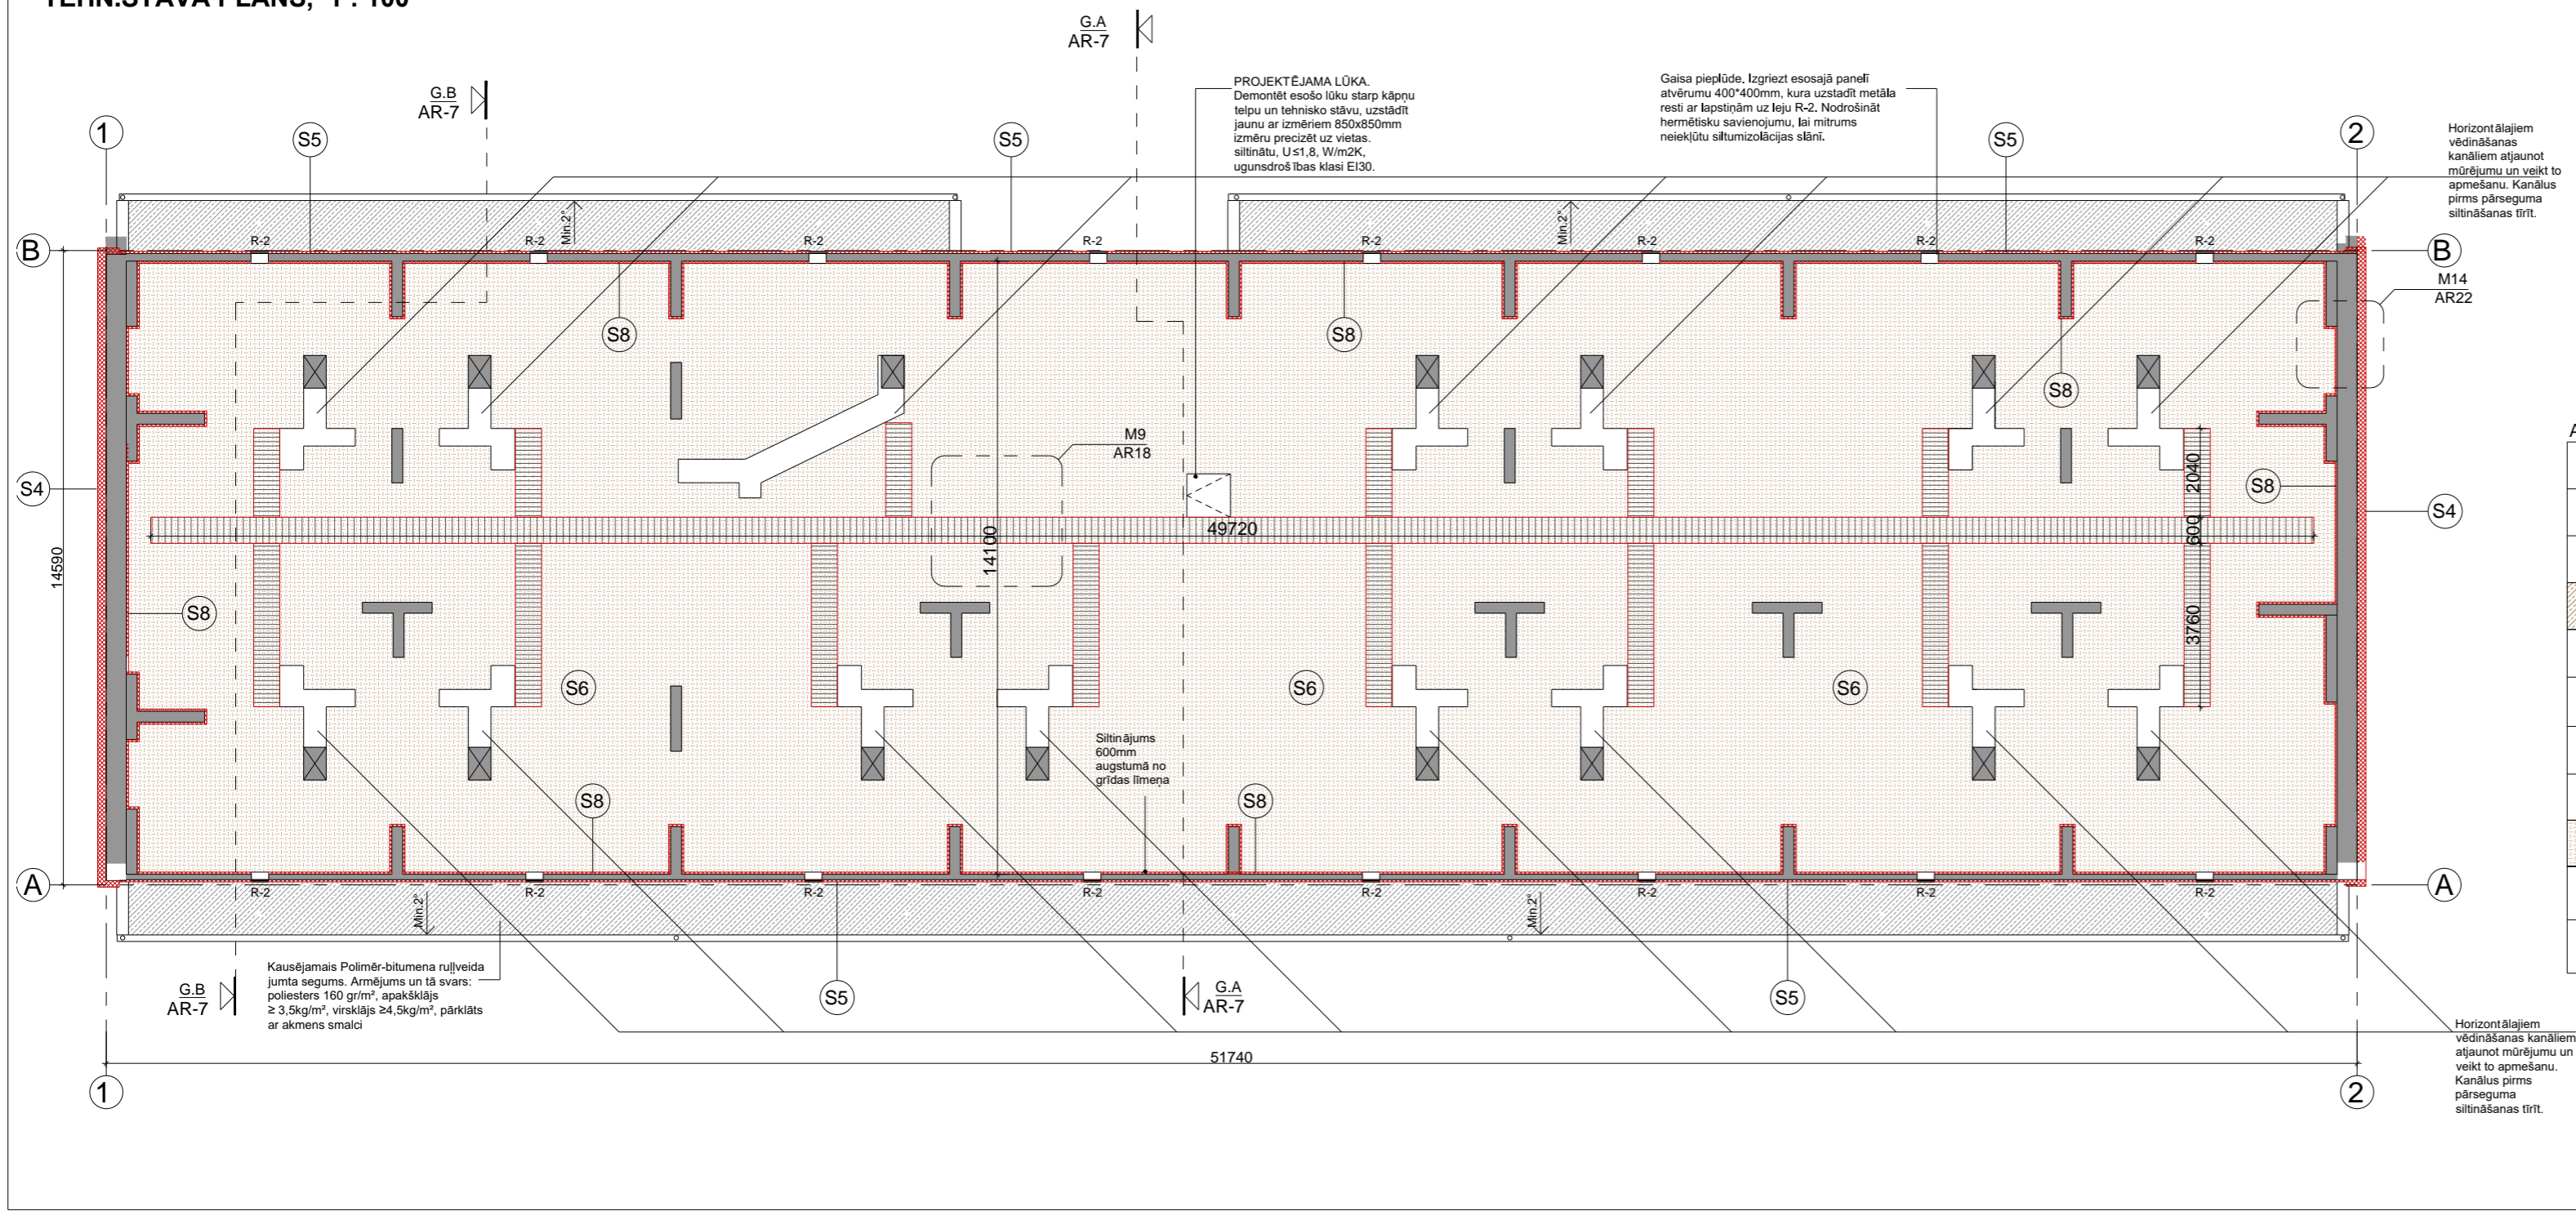 G.A
AR-7
G.B
AR-7
PROJEKTĒJAMA LŪKA.
Demontēt esošo lūku starp kāpņu
telpu un tehnisko stāvu, uzstādīt
jaunu ar izmēriem 850x850mm
izmēru precizēt uz vietas.
siltinātu, U≤1,8, W/m2K,
ugunsdrošības klasi EI30.
Gaisa pieplūde. Izgriezt esosajā panelī
atvērumu 400*400mm, kura uzstadīt metāla
resti ar lapstiņām uz leju R-2. Nodrošināt
hermētisku savienojumu, lai mitrums
neiekļūtu siltumizolācijas slānī.
Horizontālajiem
vēdināšanas
kanāliem atjaunot
mūrējumu un veikt to
apmešanu. Kanālus
pirms pārseguma
siltināšanas tīrīt.
1
S5
S5
S5
2
Min.2°
Min.2°
B
R-2
R-2
R-2
R-2
R-2
R-2
R-2
R-2
B
M14
AR22
S8
S8
S8
M9
AR18
2040
S4
S8
S4
49720
600
14100
14590
S8
3760
S6
S6
S6
Siltinājums
600mm
augstumā no
grīdas līmeņa
S8
S8
A
R-2
R-2
R-2
R-2
R-2
R-2
R-2
R-2
A
Min.2°
Min.2°
Kausējamais Polimēr-bitumena ruļļveida
jumta segums. Armējums un tā svars:
poliesters 160 gr/m², apakšklājs
≥ 3,5kg/m², virsklājs ≥4,5kg/m², pārklāts
ar akmens smalci
G.B
AR-7
S5
G.A
AR-7
S5
Horizontālajiem
vēdināšanas kanāliem
atjaunot mūrējumu un
veikt to apmešanu.
Kanālus pirms
pārseguma
siltināšanas tīrīt.
51740
1
2